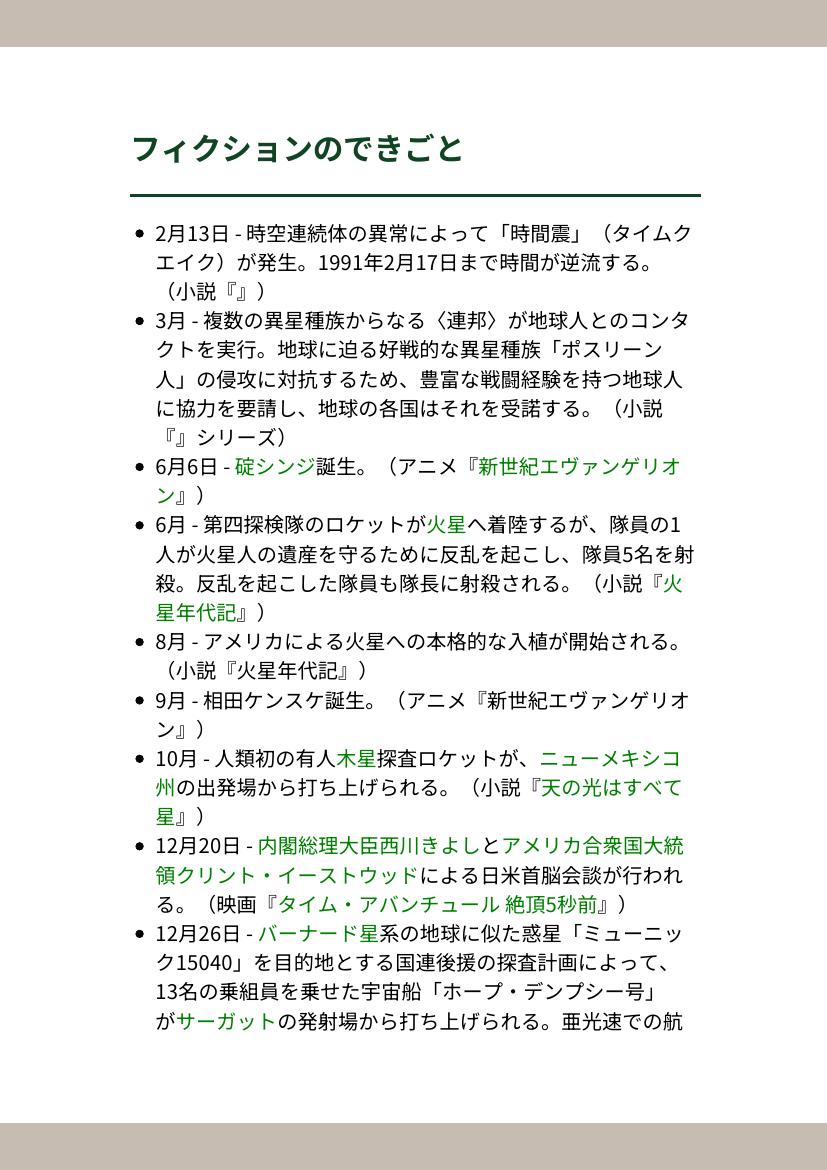 フィクションのできごと
• 2月13日 - 時空連続体の異常によって「時間震」（タイムク
エイク）が発生。1991年2月17日まで時間が逆流する。
（小説『』）
• 3月 - 複数の異星種族からなる〈連邦〉が地球人とのコンタ
クトを実行。地球に迫る好戦的な異星種族「ポスリーン
人」の侵攻に対抗するため、豊富な戦闘経験を持つ地球人
に協力を要請し、地球の各国はそれを受諾する。（小説
『』シリーズ）
• 6月6日 - 碇シンジ誕生。（アニメ『新世紀エヴァンゲリオ
ン』）
• 6月 - 第四探検隊のロケットが火星へ着陸するが、隊員の1
人が火星人の遺産を守るために反乱を起こし、隊員5名を射
殺。反乱を起こした隊員も隊長に射殺される。（小説『火
星年代記』）
• 8月 - アメリカによる火星への本格的な入植が開始される。
（小説『火星年代記』）
• 9月 - 相田ケンスケ誕生。（アニメ『新世紀エヴァンゲリオ
ン』）
• 10月 - 人類初の有人木星探査ロケットが、ニューメキシコ
州の出発場から打ち上げられる。（小説『天の光はすべて
星』）
• 12月20日 - 内閣総理大臣西川きよしとアメリカ合衆国大統
領クリント・イーストウッドによる日米首脳会談が行われ
る。（映画『タイム・アバンチュール 絶頂5秒前』）
• 12月26日 - バーナード星系の地球に似た惑星「ミューニッ
ク15040」を目的地とする国連後援の探査計画によって、
13名の乗組員を乗せた宇宙船「ホープ・デンプシー号」
がサーガットの発射場から打ち上げられる。亜光速での航